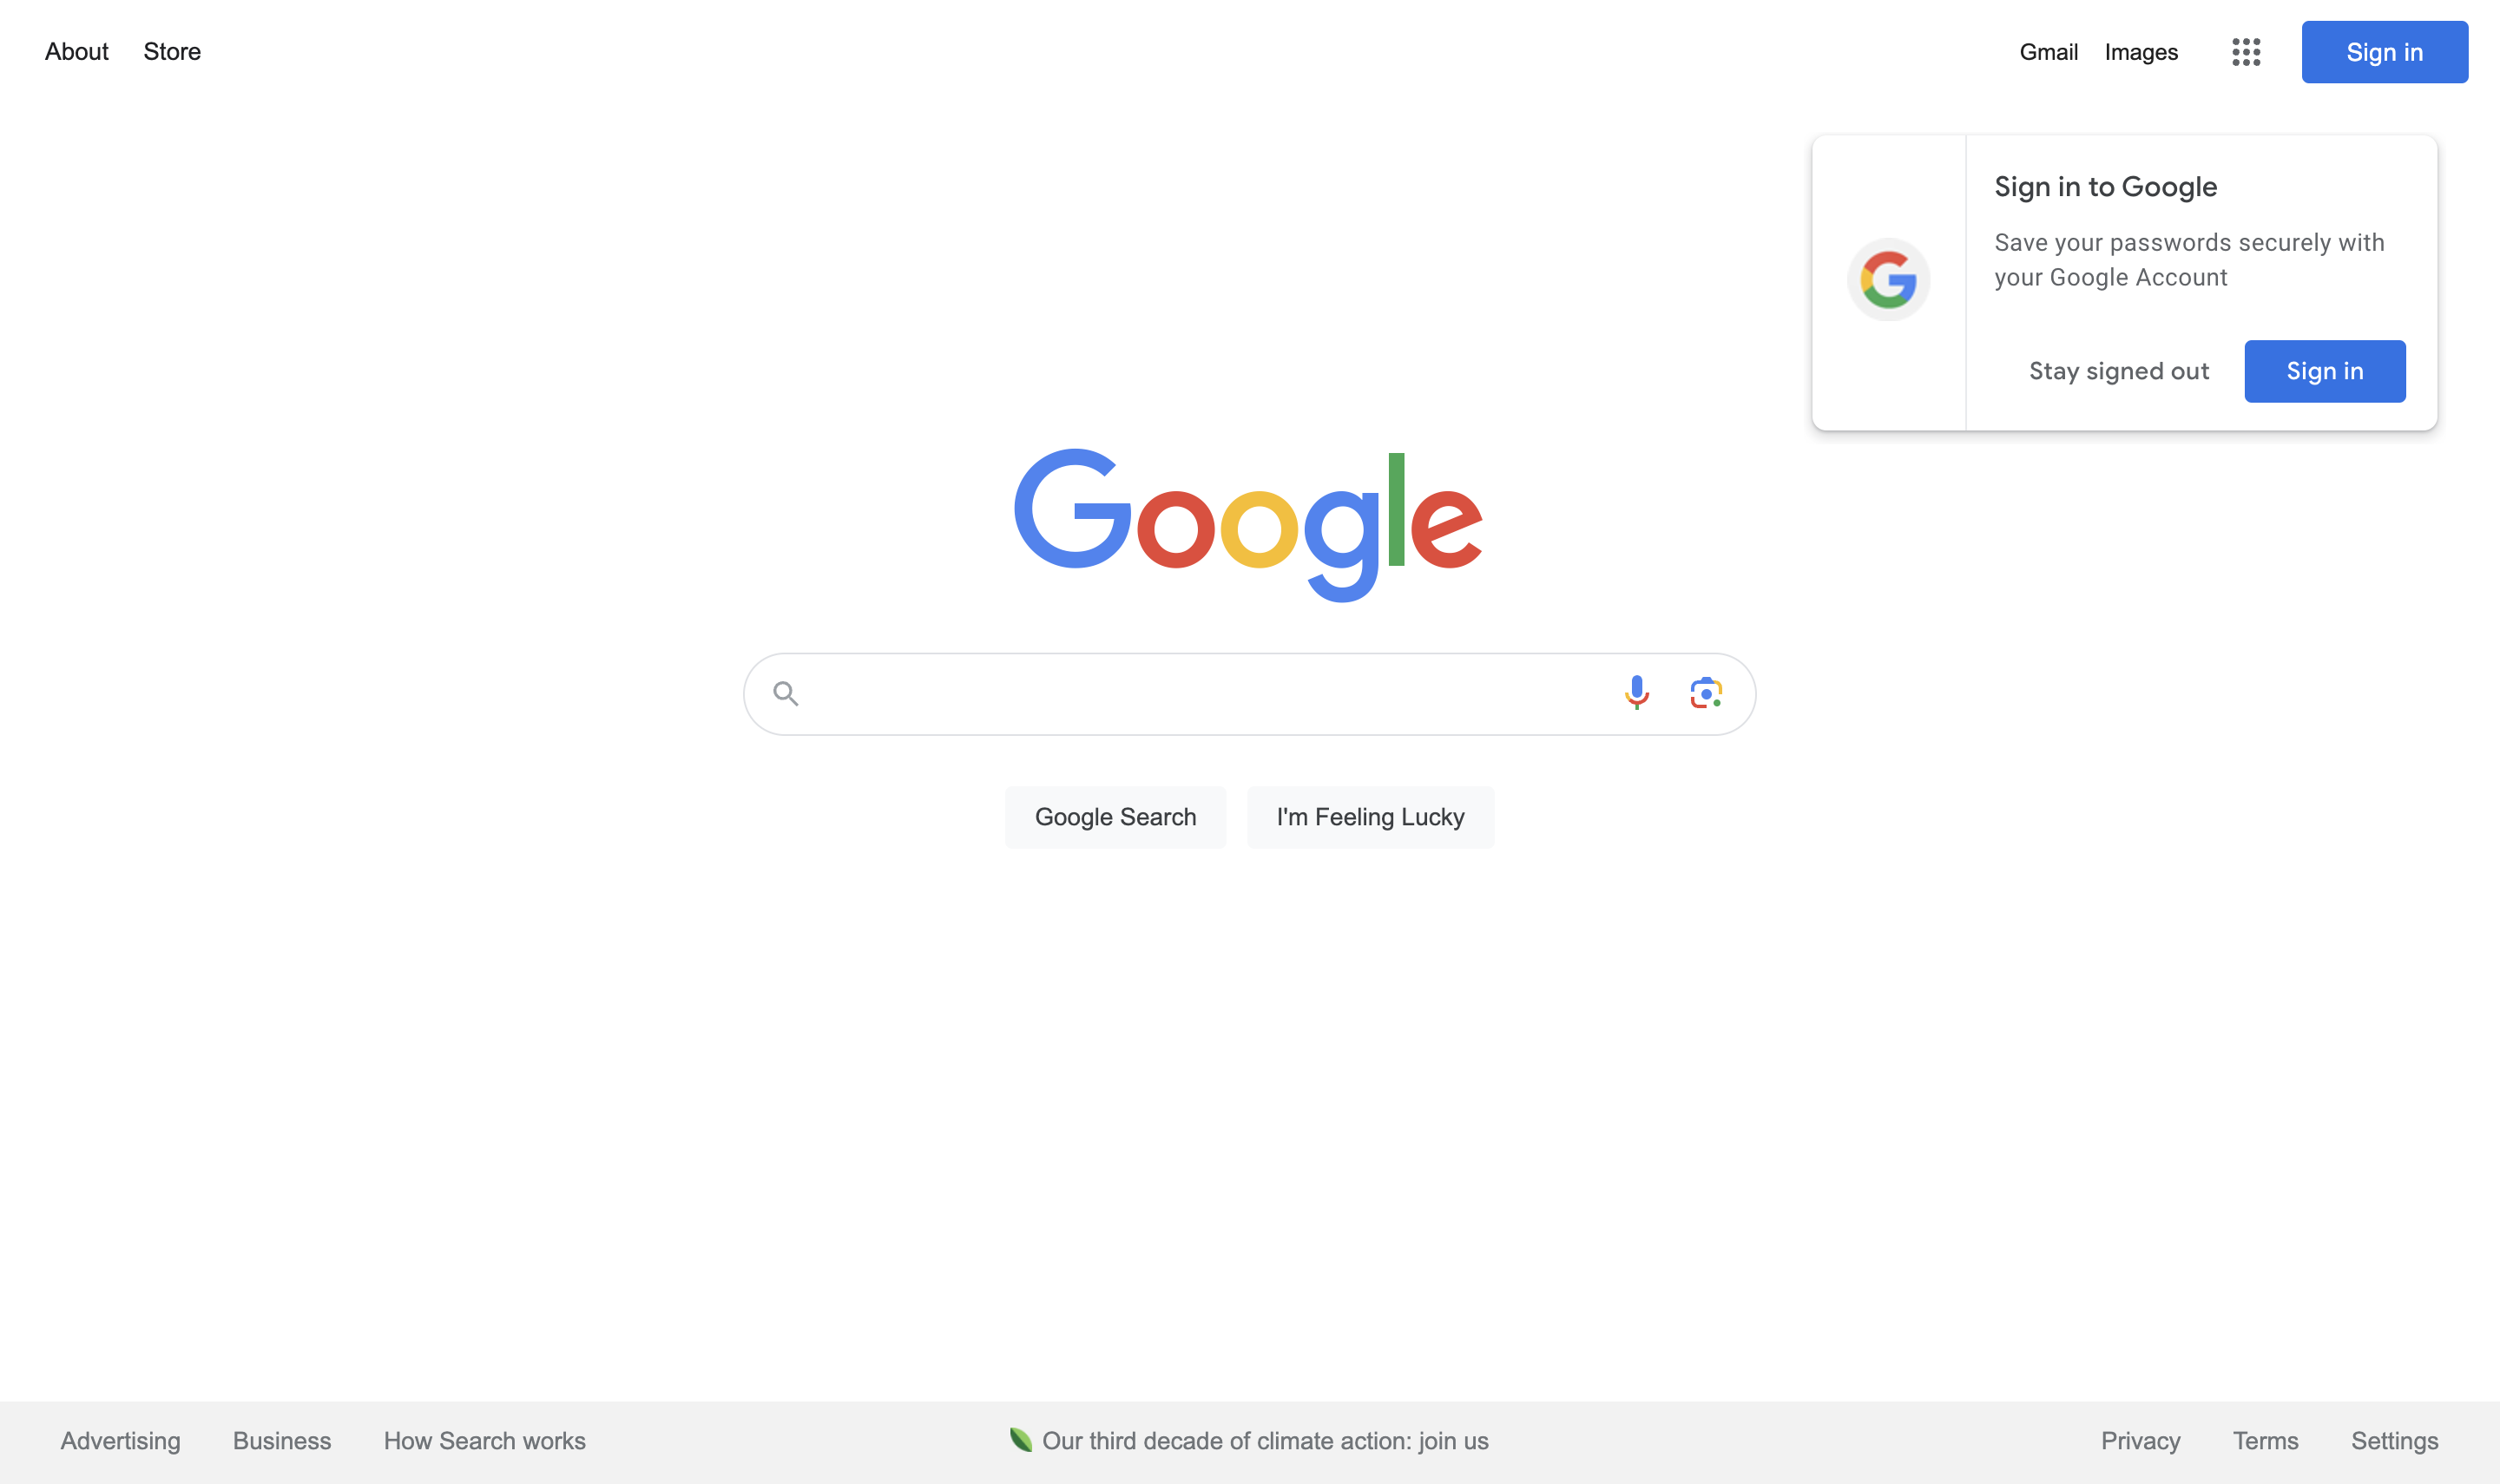 About Store Gmail Images Sign in
Sign in to Google
Save your passwords securely with
your Google Account
Stay signed out Sign in
Google
Google Search I'm Feeling Lucky
Advertising Business How Search works Our third decade of climate action: join us Privacy Terms Settings